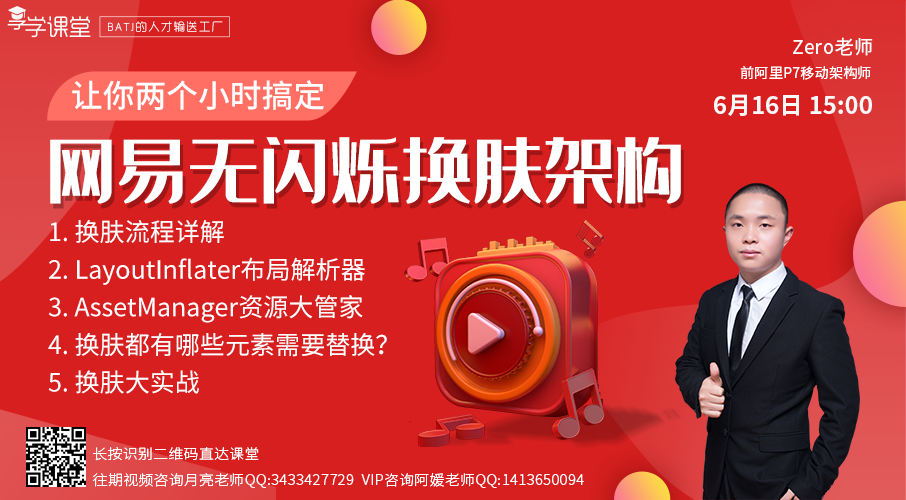 享学课堂 BATJ的人才输送工厂
Zero老师
前阿里P7移动架构师
6月16日 15:00
让你两个小时搞定
网易无闪烁换肤架构
1. 换肤流程详解
2. LayoutInflater布局解析器
3. AssetManager资源大管家
4. 换肤都有哪些元素需要替换？
5. 换肤大实战
长按识别二维码直达课堂
往期视频咨询月亮老师QQ:3433427729 VIP咨询阿媛老师QQ:1413650094